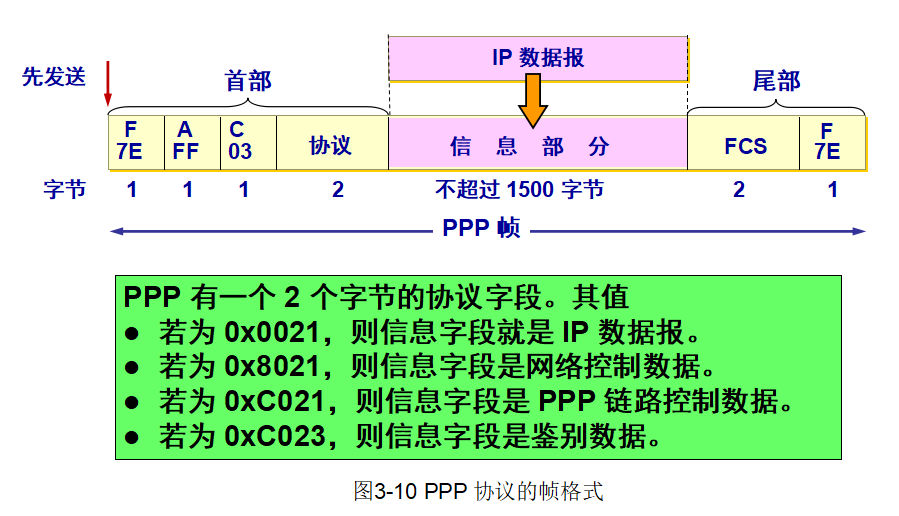 IP 数据报
先发送
首部
尾部
F A C
7E FF 03 协议 信 息 部 分 FCS F 7E
字节 1 1 1 2 不超过 1500 字节 2 1
PPP 帧
PPP 有一个 2 个字节的协议字段。其值
● 若为 0x0021，则信息字段就是 IP 数据报。
● 若为 0x8021，则信息字段是网络控制数据。
● 若为 0xC021，则信息字段是 PPP 链路控制数据。
● 若为 0xC023，则信息字段是鉴别数据。
图3-10 PPP 协议的帧格式